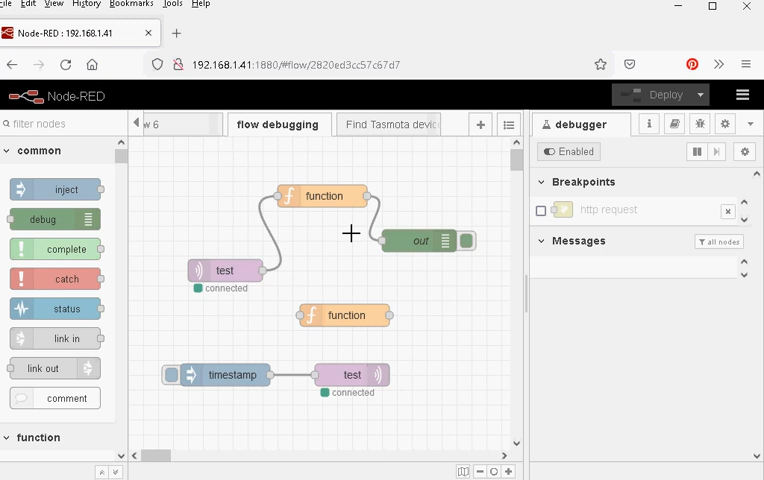 File Edit View History Bookmarks Tools Help
Node-RED : 192.168.1.41
192.168.1.41:1880/#flow/2820ed3cc57c67d7
Node-RED
Deploy
filter nodes
w 6
flow debugging
Find Tasmota devic
debugger
common
Enabled
inject
debug
complete
catch
status
link in
link out
comment
function
function
out
test
connected
function
timestamp
test
connected
Breakpoints
http request
Messages
all nodes